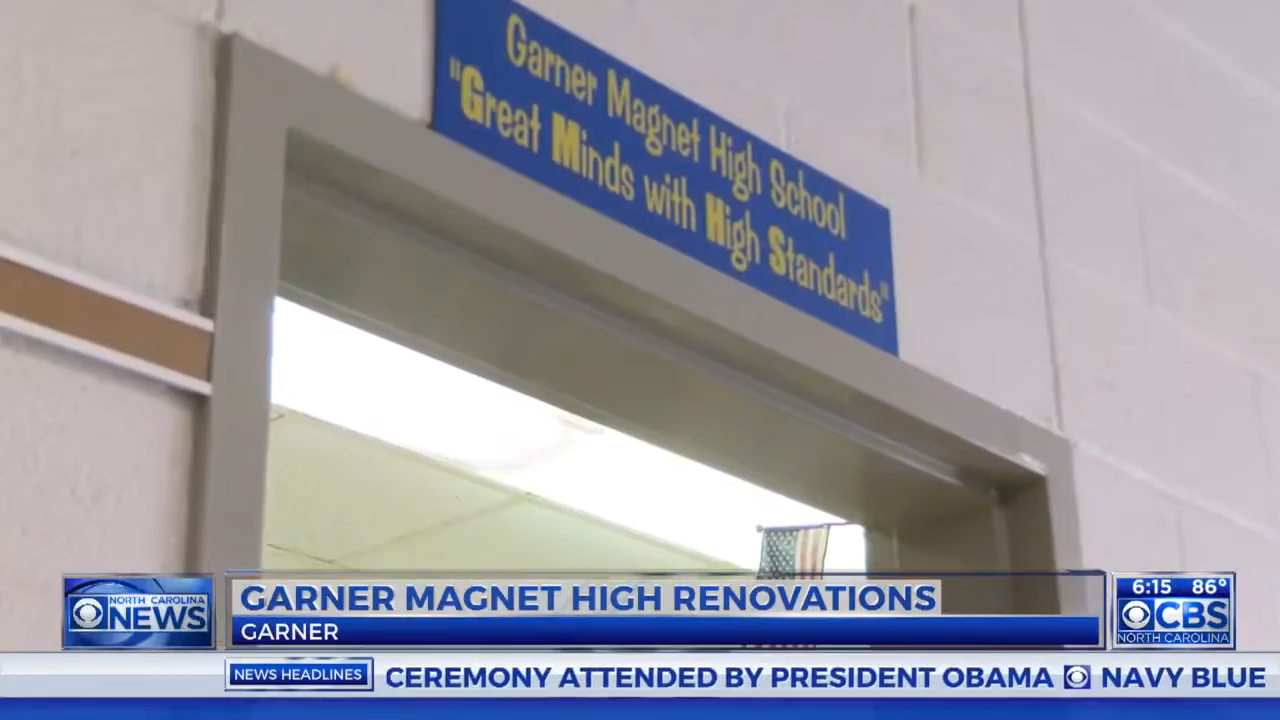 Garner Magnet High School
"Great Minds with High Standards"
NORTH CAROLINA
NEWS
GARNER MAGNET HIGH RENOVATIONS
GARNER
6:15 86°
CBS
NORTH CAROLINA
NEWS HEADLINES
CEREMONY ATTENDED BY PRESIDENT OBAMA NAVY BLUE